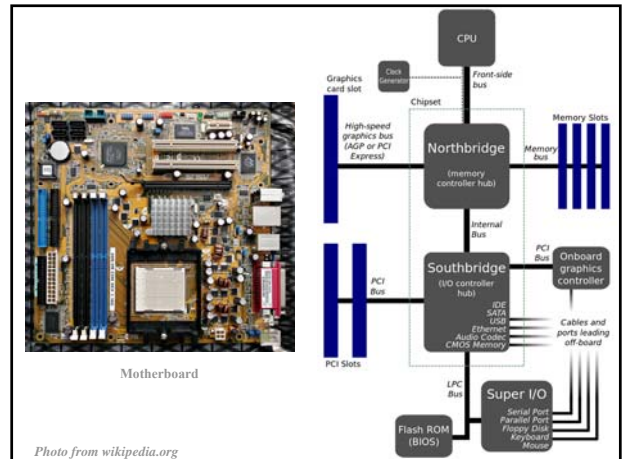 Motherboard
Photo from wikipedia.org
CPU
Clock
Generator
Front-side
bus
Graphics
card slot
Chipset
High-speed
graphics bus
(AGP or PCI
Express)
Northbridge
(memory
controller hub)
Memory
bus
Memory Slots
Internal
Bus
PCI
Bus
Southbridge
(I/O controller
hub)
IDE
SATA
USB
Ethernet
Audio Codec
CMOS Memory
PCI
Bus
Onboard
graphics
controller
Cables and
ports leading
off-board
PCI Slots
LPC
Bus
Super I/O
Serial Port
Parallel Port
Floppy Disk
Keyboard
Mouse
Flash ROM
(BIOS)